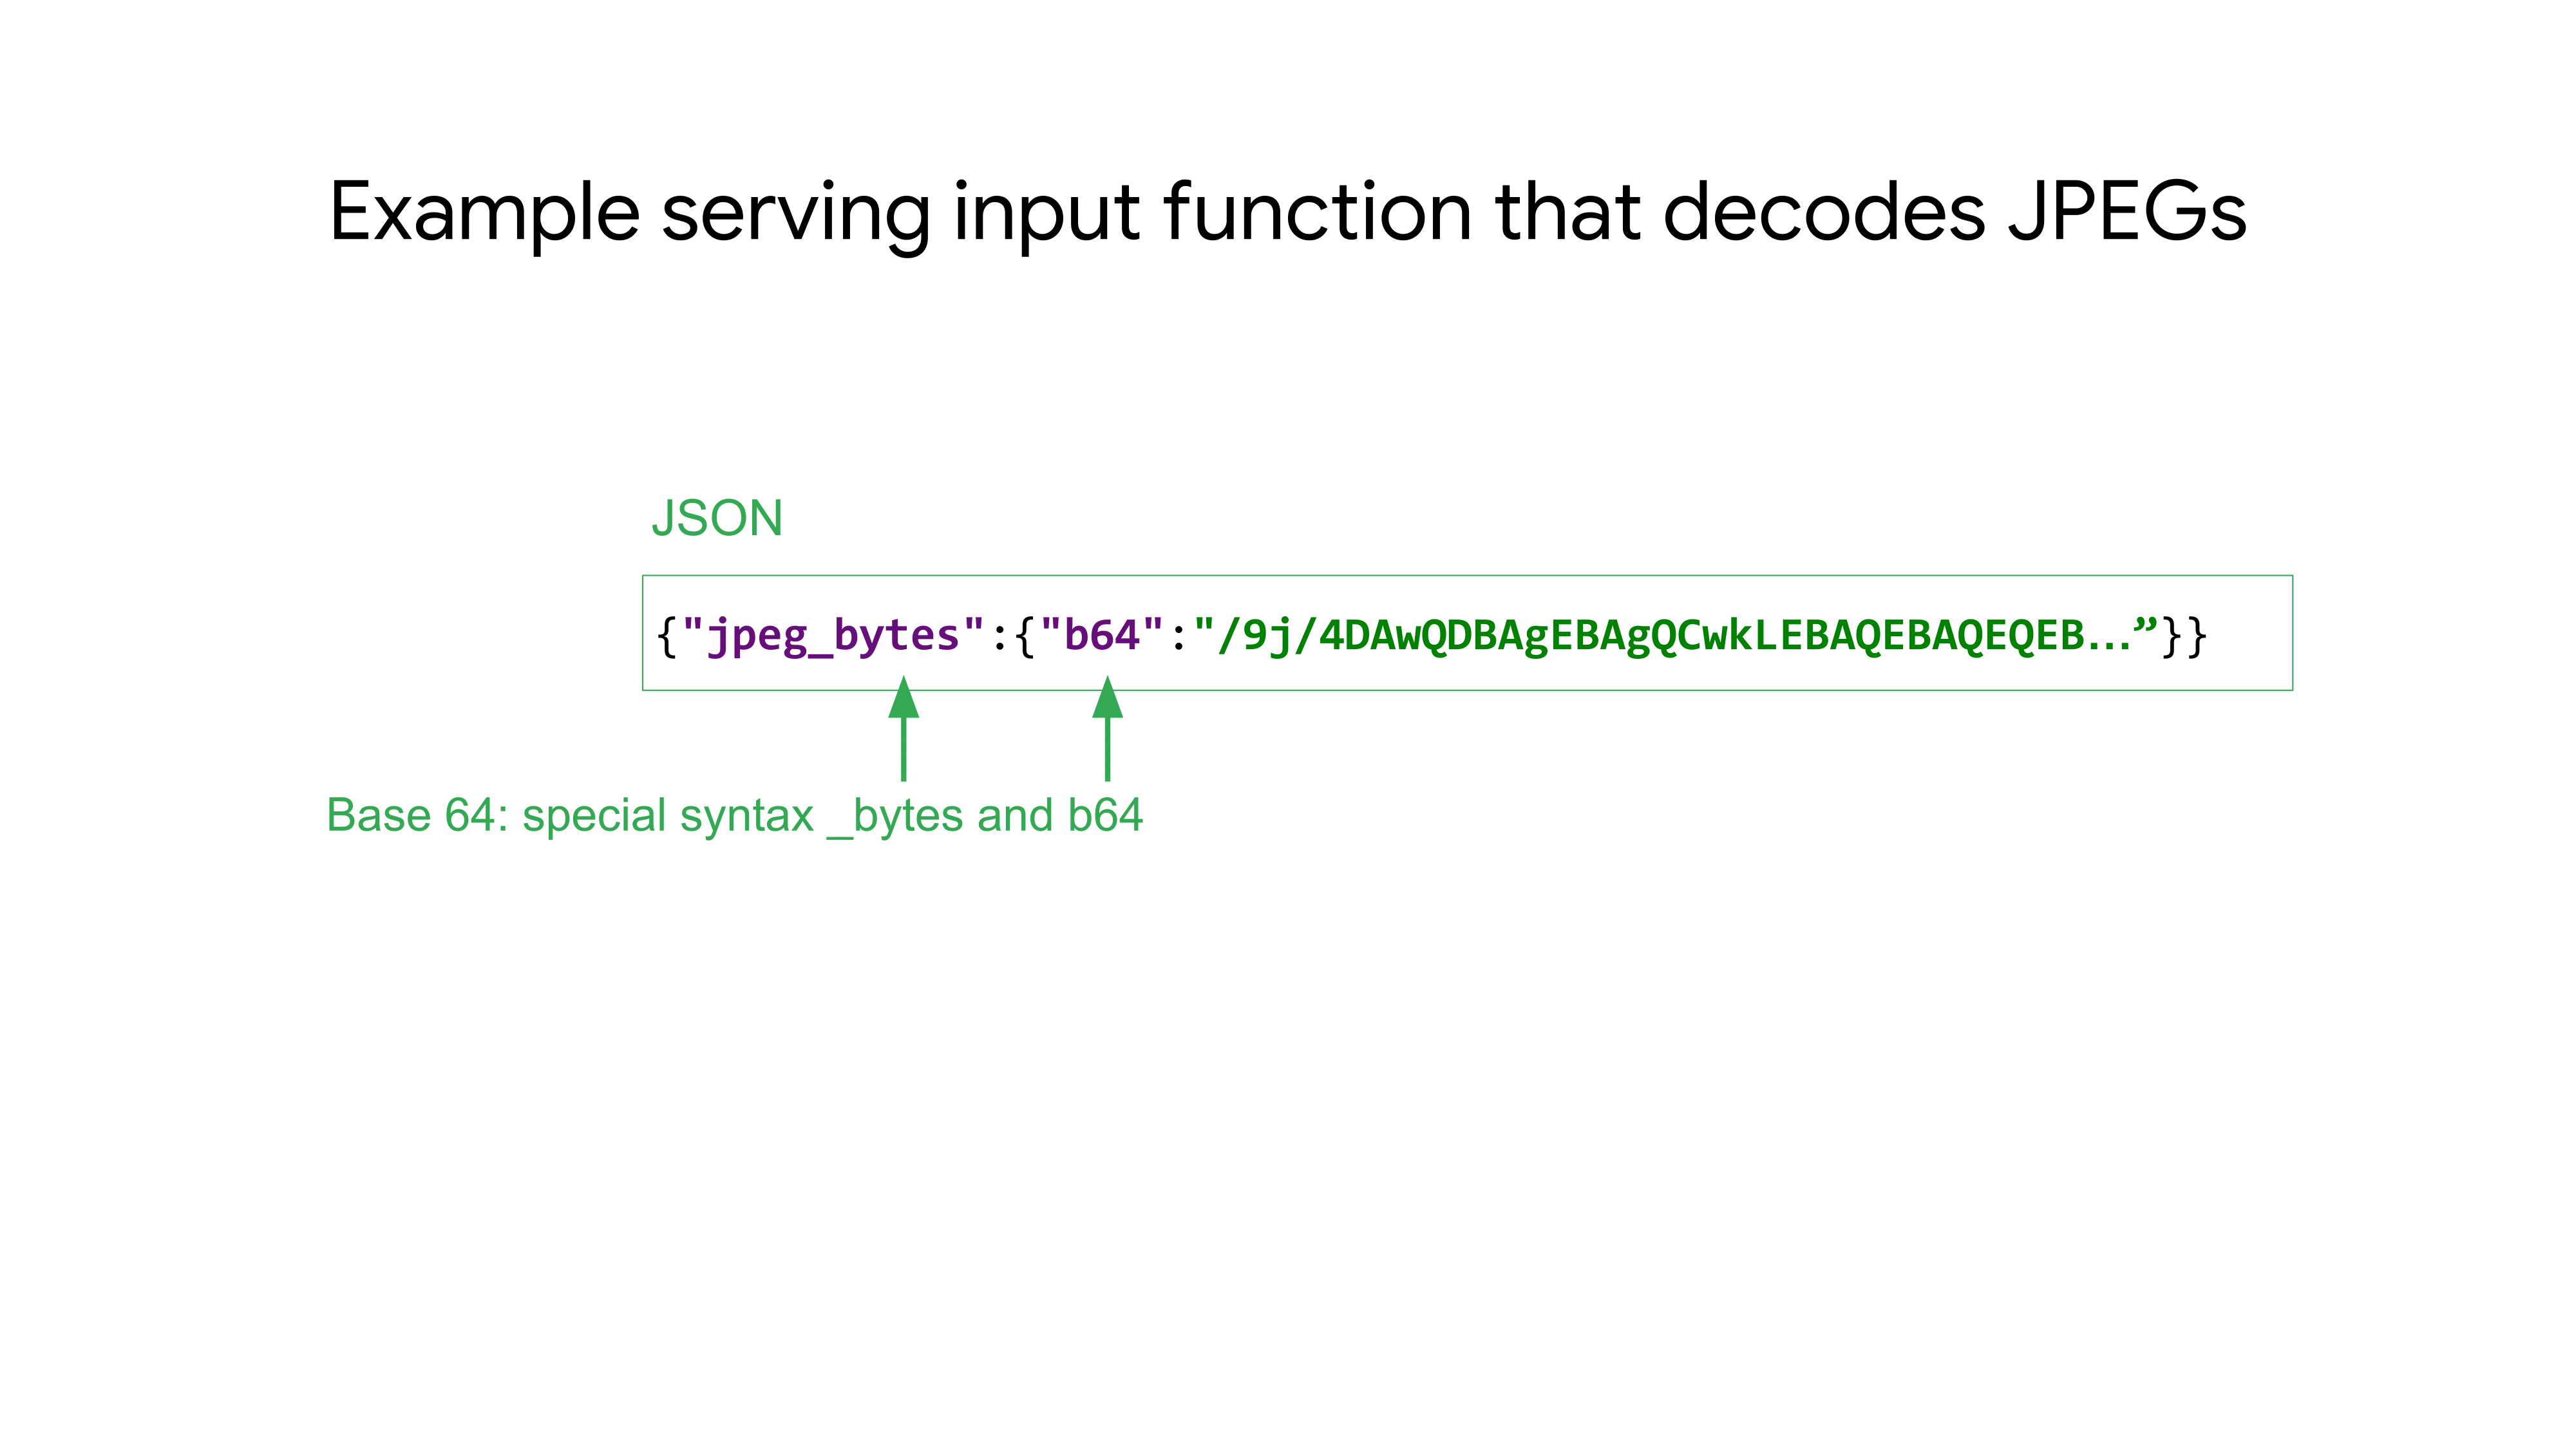 Example serving input function that decodes JPEGs
JSON
{"jpeg_bytes":{"b64":"/9j/4DAwQDBAgEBAgQCwkLEBAQEBAQEQEB...”}}
Base 64: special syntax _bytes and b64